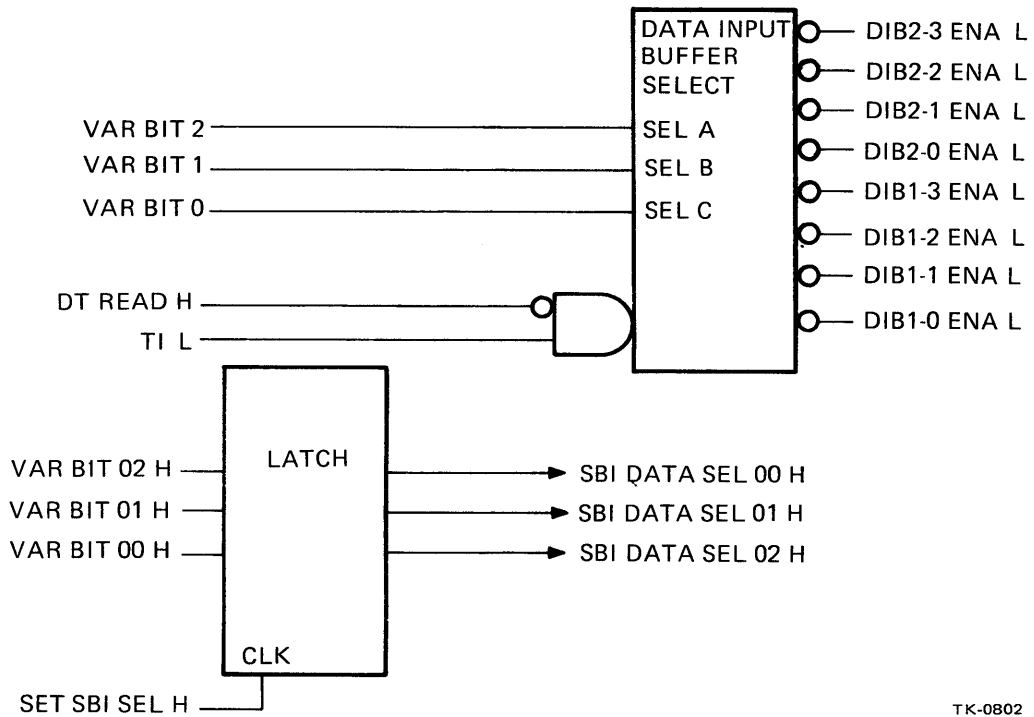 DATA INPUT
BUFFER
SELECT
SEL A
SEL B
SEL C
VAR BIT 2
VAR BIT 1
VAR BIT 0
DT READ H
TI L
DIB2-3 ENA L
DIB2-2 ENA L
DIB2-1 ENA L
DIB2-0 ENA L
DIB1-3 ENA L
DIB1-2 ENA L
DIB1-1 ENA L
DIB1-0 ENA L
LATCH
VAR BIT 02 H
VAR BIT 01 H
VAR BIT 00 H
SBI DATA SEL 00 H
SBI DATA SEL 01 H
SBI DATA SEL 02 H
CLK
SET SBI SEL H
TK-0802